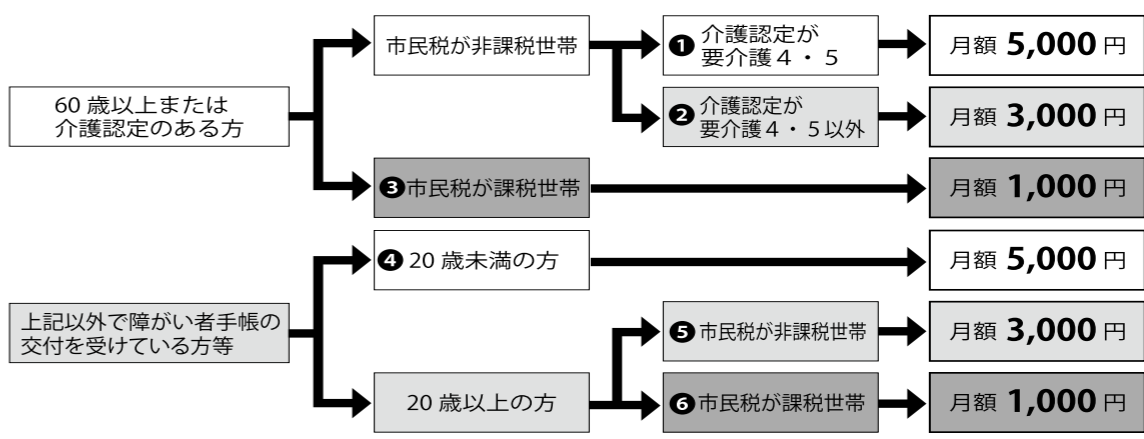 60 歳以上または
介護認定のある方
市民税が非課税世帯
❶ 介護認定が
要介護４・５
月額 5,000 円
❷ 介護認定が
要介護４・５以外
月額 3,000 円
❸市民税が課税世帯
月額 1,000 円
上記以外で障がい者手帳の
交付を受けている方等
❹ 20 歳未満の方
月額 5,000 円
20 歳以上の方
❺市民税が非課税世帯
月額 3,000 円
❻市民税が課税世帯
月額 1,000 円